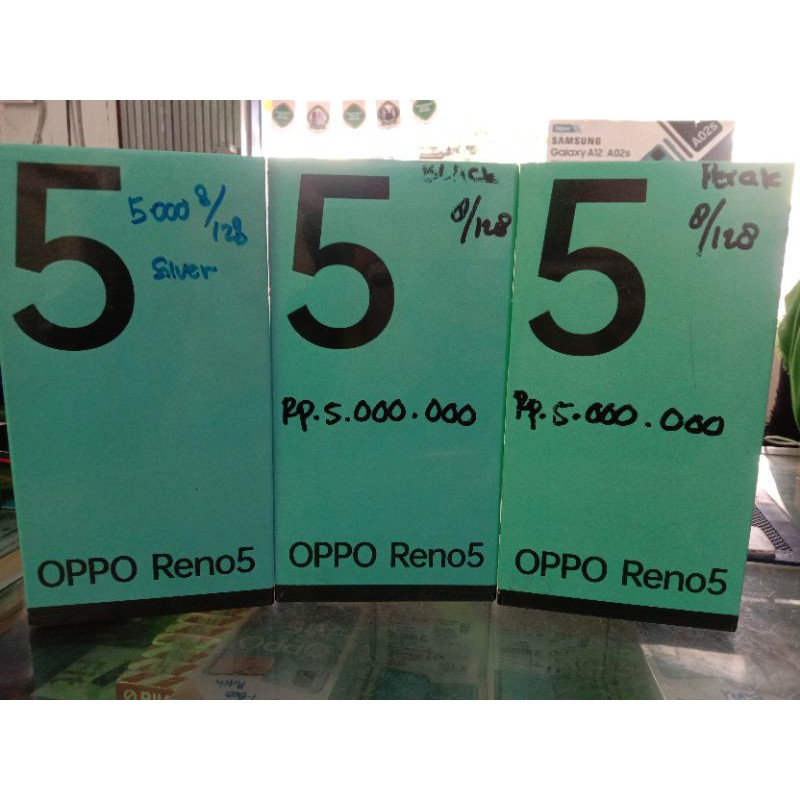 SAMSUNG
Galaxy A12 A02s
A02s
5
5000 8/128
Silver
OPPO Reno5
5
Black
8/128
Rp. 5.000.000
OPPO Reno5
5
Perak
8/128
Rp. 5.000.000
OPPO Reno5
oppo